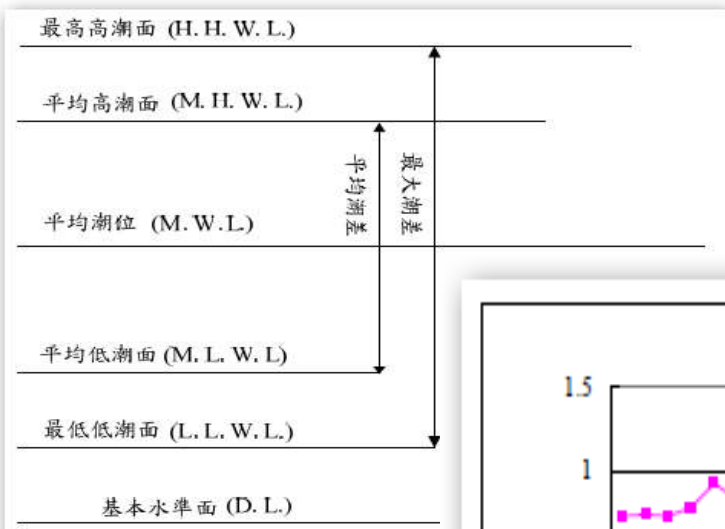 最高高潮面 (H. H. W. L.)
平均高潮面 (M. H. W. L.)
平均潮差
最大潮差
平均潮位 (M. W. L.)
平均低潮面 (M. L. W. L)
最低低潮面 (L. L. W. L.)
基本水準面 (D. L.)
1.5
1